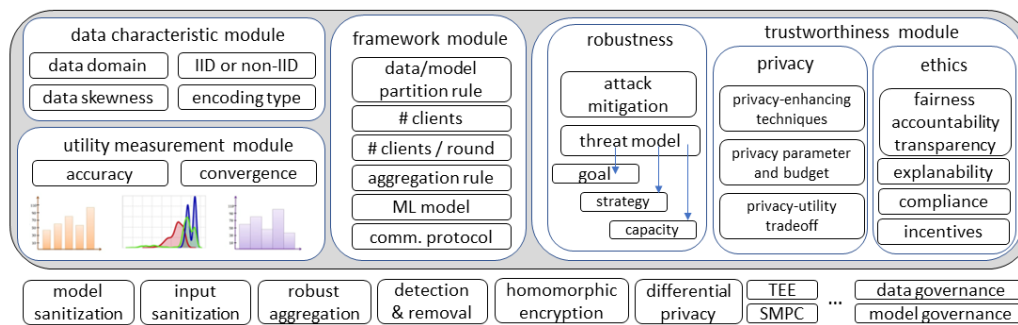 data characteristic module
data domain
IID or non-IID
data skewness
encoding type
utility measurement module
accuracy
convergence
framework module
data/model
partition rule
# clients
# clients / round
aggregation rule
ML model
comm. protocol
trustworthiness module
robustness
attack
mitigation
threat model
goal
strategy
capacity
privacy
privacy-enhancing
techniques
privacy parameter
and budget
privacy-utility
tradeoff
ethics
fairness
accountability
transparency
explanability
compliance
incentives
model
sanitization
input
sanitization
robust
aggregation
detection
& removal
homomorphic
encryption
differential
privacy
TEE
SMPC
...
data governance
model governance